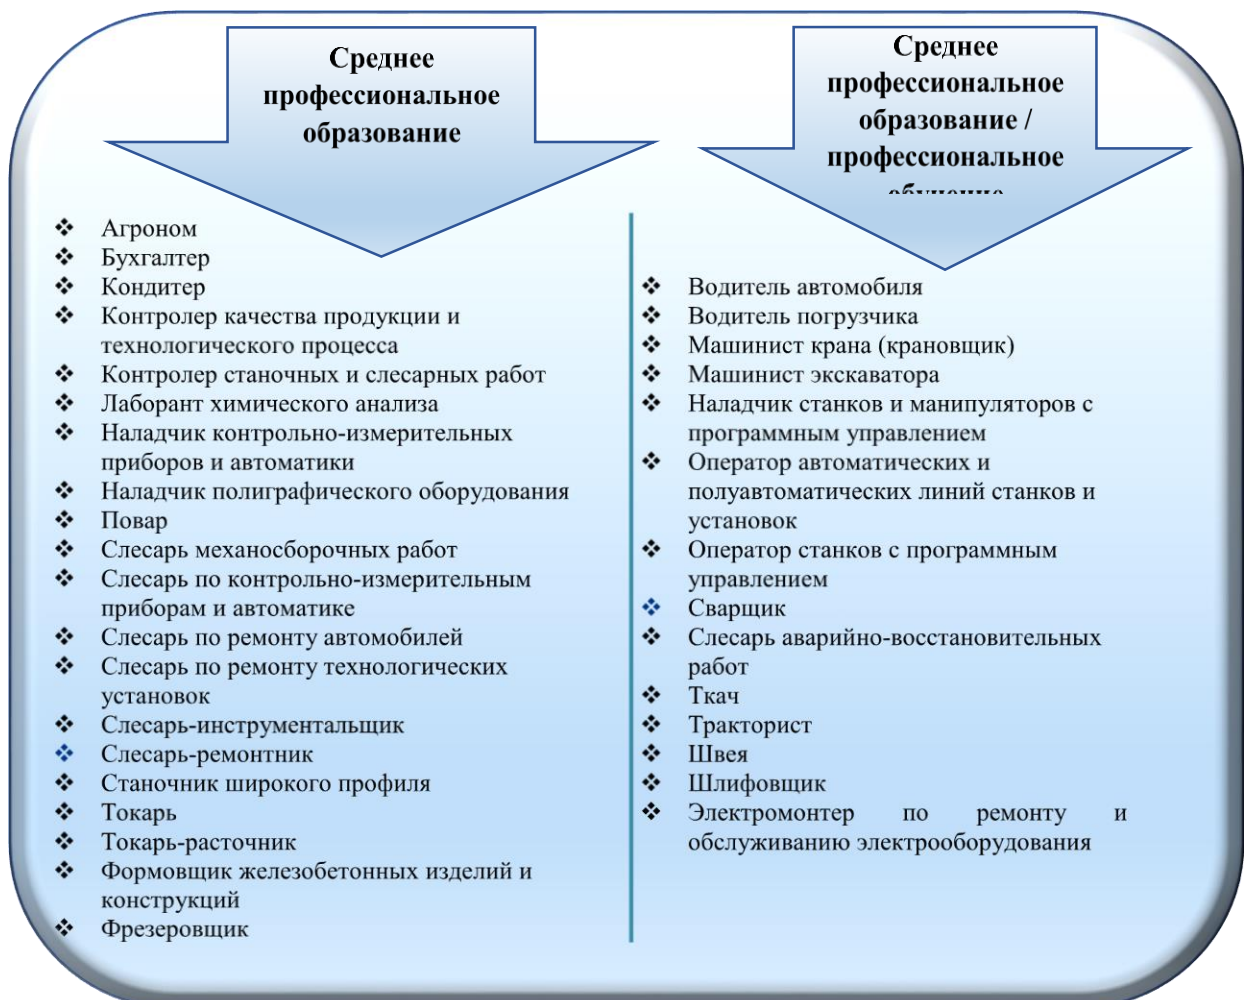 Среднее
профессиональное
образование
Агроном
Бухгалтер
Кондитер
Контролер качества продукции и
технологического процесса
Контролер станочных и слесарных работ
Лаборант химического анализа
Наладчик контрольно-измерительных
приборов и автоматики
Наладчик полиграфического оборудования
Повар
Слесарь механосборочных работ
Слесарь по контрольно-измерительным
приборам и автоматике
Слесарь по ремонту автомобилей
Слесарь по ремонту технологических
установок
Слесарь-инструментальщик
Слесарь-ремонтник
Станочник широкого профиля
Токарь
Токарь-расточник
Формовщик железобетонных изделий и
конструкций
Фрезеровщик
Среднее
профессиональное
образование /
профессиональное
обучение
Водитель автомобиля
Водитель погрузчика
Машинист крана (крановщик)
Машинист экскаватора
Наладчик станков и манипуляторов с
программным управлением
Оператор автоматических и
полуавтоматических линий станков и
установок
Оператор станков с программным
управлением
Сварщик
Слесарь аварийно-восстановительных
работ
Ткач
Тракторист
Швея
Шлифовщик
Электромонтер по ремонту и
обслуживанию электрооборудования